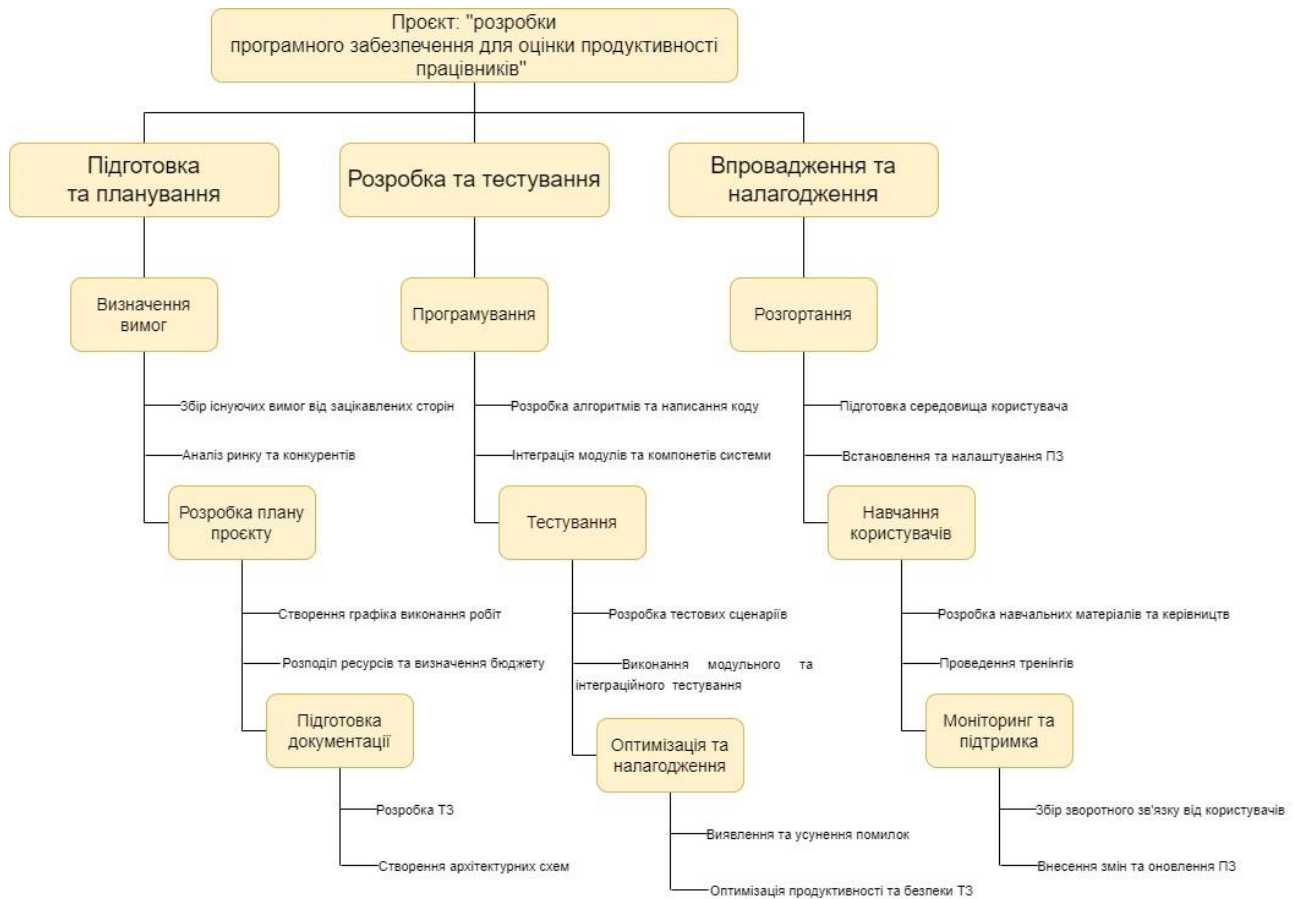 Проєкт: "розробки
програмного забезпечення для оцінки продуктивності
працівників"
Підготовка
та планування
Розробка та тестування
Впровадження та
налагодження
Визначення
вимог
Програмування
Розгортання
Збір існуючих вимог від зацікавлених сторін
Розробка алгоритмів та написання коду
Підготовка середовища користувача
Аналіз ринку та конкурентів
Інтеграція модулів та компонетів системи
Встановлення та налаштування ПЗ
Розробка плану
проєкту
Тестування
Навчання
користувачів
Створення графіка виконання робіт
Розробка тестових сценаріїв
Розробка навчальних матеріалів та керівництв
Розподіл ресурсів та визначення бюджету
Виконання модульного та
інтеграційного тестування
Проведення тренінгів
Підготовка
документації
Оптимізація та
налагодження
Моніторинг та
підтримка
Розробка ТЗ
Виявлення та усунення помилок
Збір зворотного зв'язку від користувачів
Створення архітектурних схем
Оптимізація продуктивності та безпеки ТЗ
Внесення змін та оновлення ПЗ